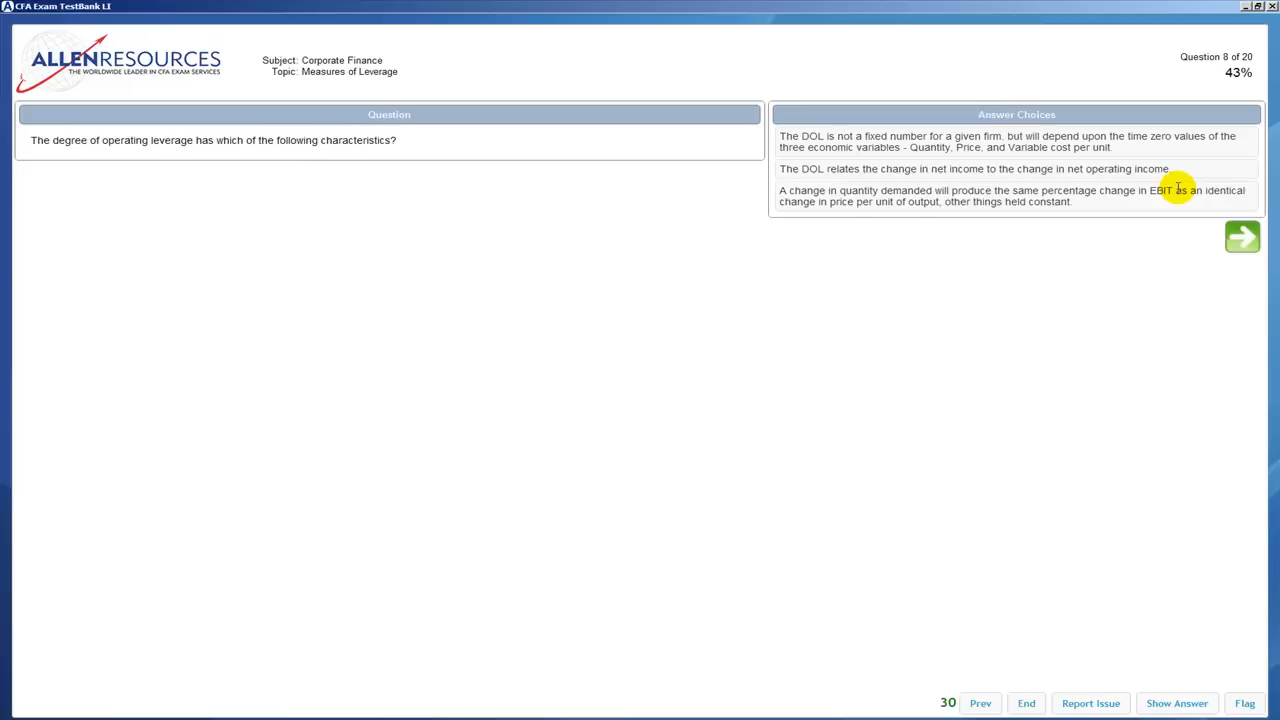 CFA Exam TestBank LI
ALLENRESOURCES
THE WORLDWIDE LEADER IN CFA EXAM SERVICES
Subject: Corporate Finance
Topic: Measures of Leverage
Question 8 of 20
43%
Question
The degree of operating leverage has which of the following characteristics?
Answer Choices
The DOL is not a fixed number for a given firm, but will depend upon the time zero values of the
three economic variables - Quantity, Price, and Variable cost per unit.
The DOL relates the change in net income to the change in net operating income.
A change in quantity demanded will produce the same percentage change in EBIT as an identical
change in price per unit of output, other things held constant.
30
Prev
End
Report Issue
Show Answer
Flag